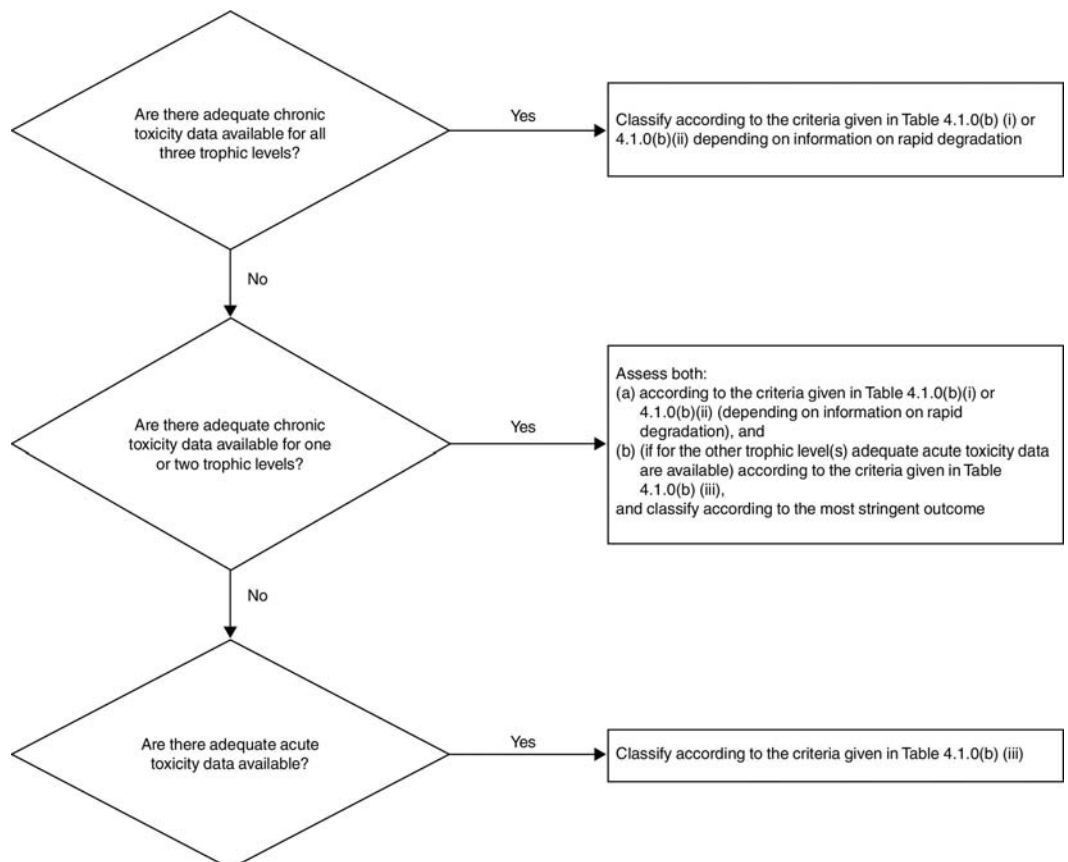 Are there adequate chronic
toxicity data available for all
three trophic levels?
Yes
Classify according to the criteria given in Table 4.1.0(b) (i) or
4.1.0(b)(ii) depending on information on rapid degradation
No
Are there adequate chronic
toxicity data available for one
or two trophic levels?
Yes
Assess both:
(a) according to the criteria given in Table 4.1.0(b)(i) or
4.1.0(b)(ii) (depending on information on rapid
degradation), and
(b) (if for the other trophic level(s) adequate acute toxicity data
are available) according to the criteria given in Table
4.1.0(b) (iii),
and classify according to the most stringent outcome
No
Are there adequate acute
toxicity data available?
Yes
Classify according to the criteria given in Table 4.1.0(b) (iii)